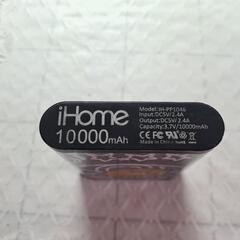 iHome
10000mAh
Model:IH-PP1046
Input:DC5V/2.4A
Output:DC5V/2.4A
Capacity:3.7V/10000mAh
Made in China